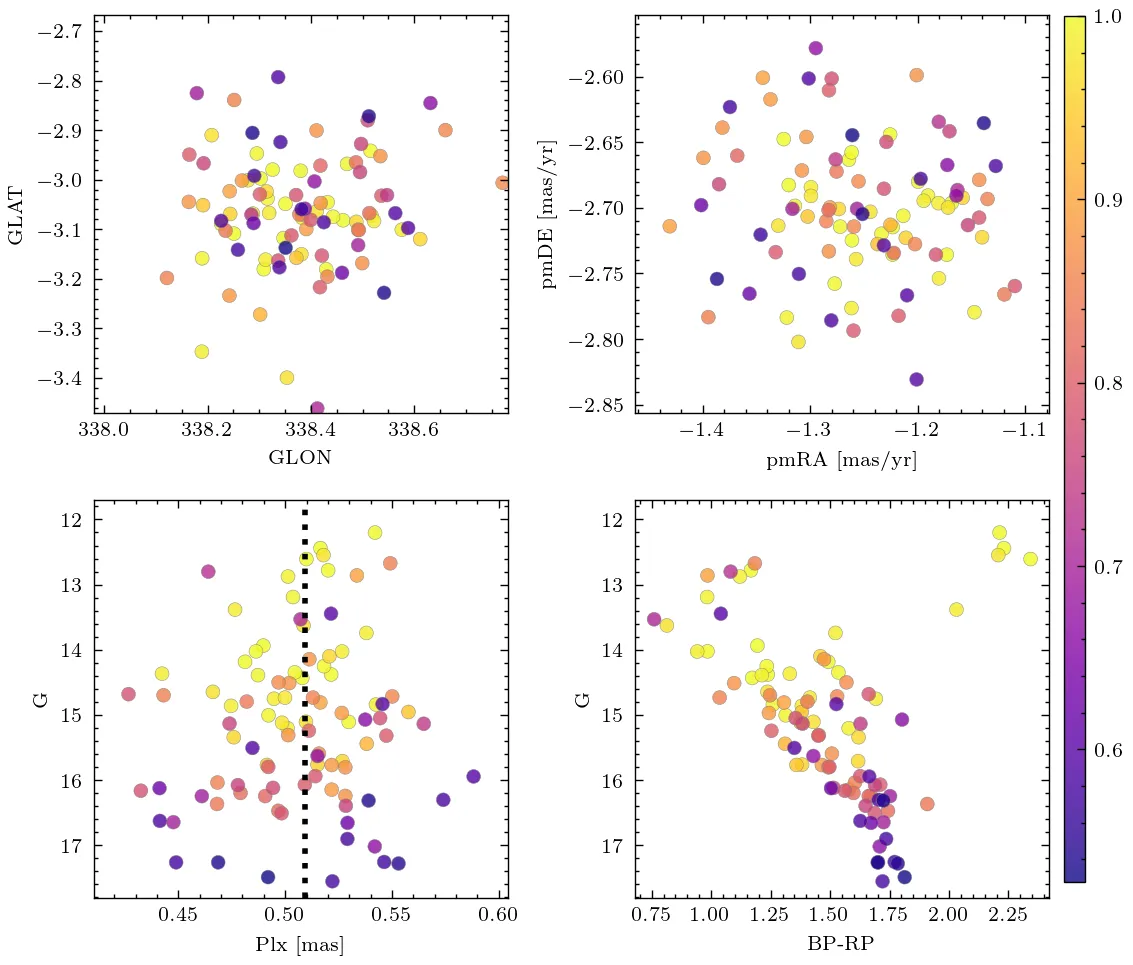 −2.7
−2.8
−2.9
−3.0
−3.1
−3.2
−3.3
−3.4
GLAT
338.0 338.2 338.4 338.6
GLON
−2.60
−2.65
−2.70
−2.75
−2.80
−2.85
pmDE [mas/yr]
−1.4 −1.3 −1.2 −1.1
pmRA [mas/yr]
12
13
14
15
16
17
G
0.45 0.50 0.55 0.60
Plx [mas]
12
13
14
15
16
17
G
0.75 1.00 1.25 1.50 1.75 2.00 2.25
BP-RP
1.0
0.9
0.8
0.7
0.6